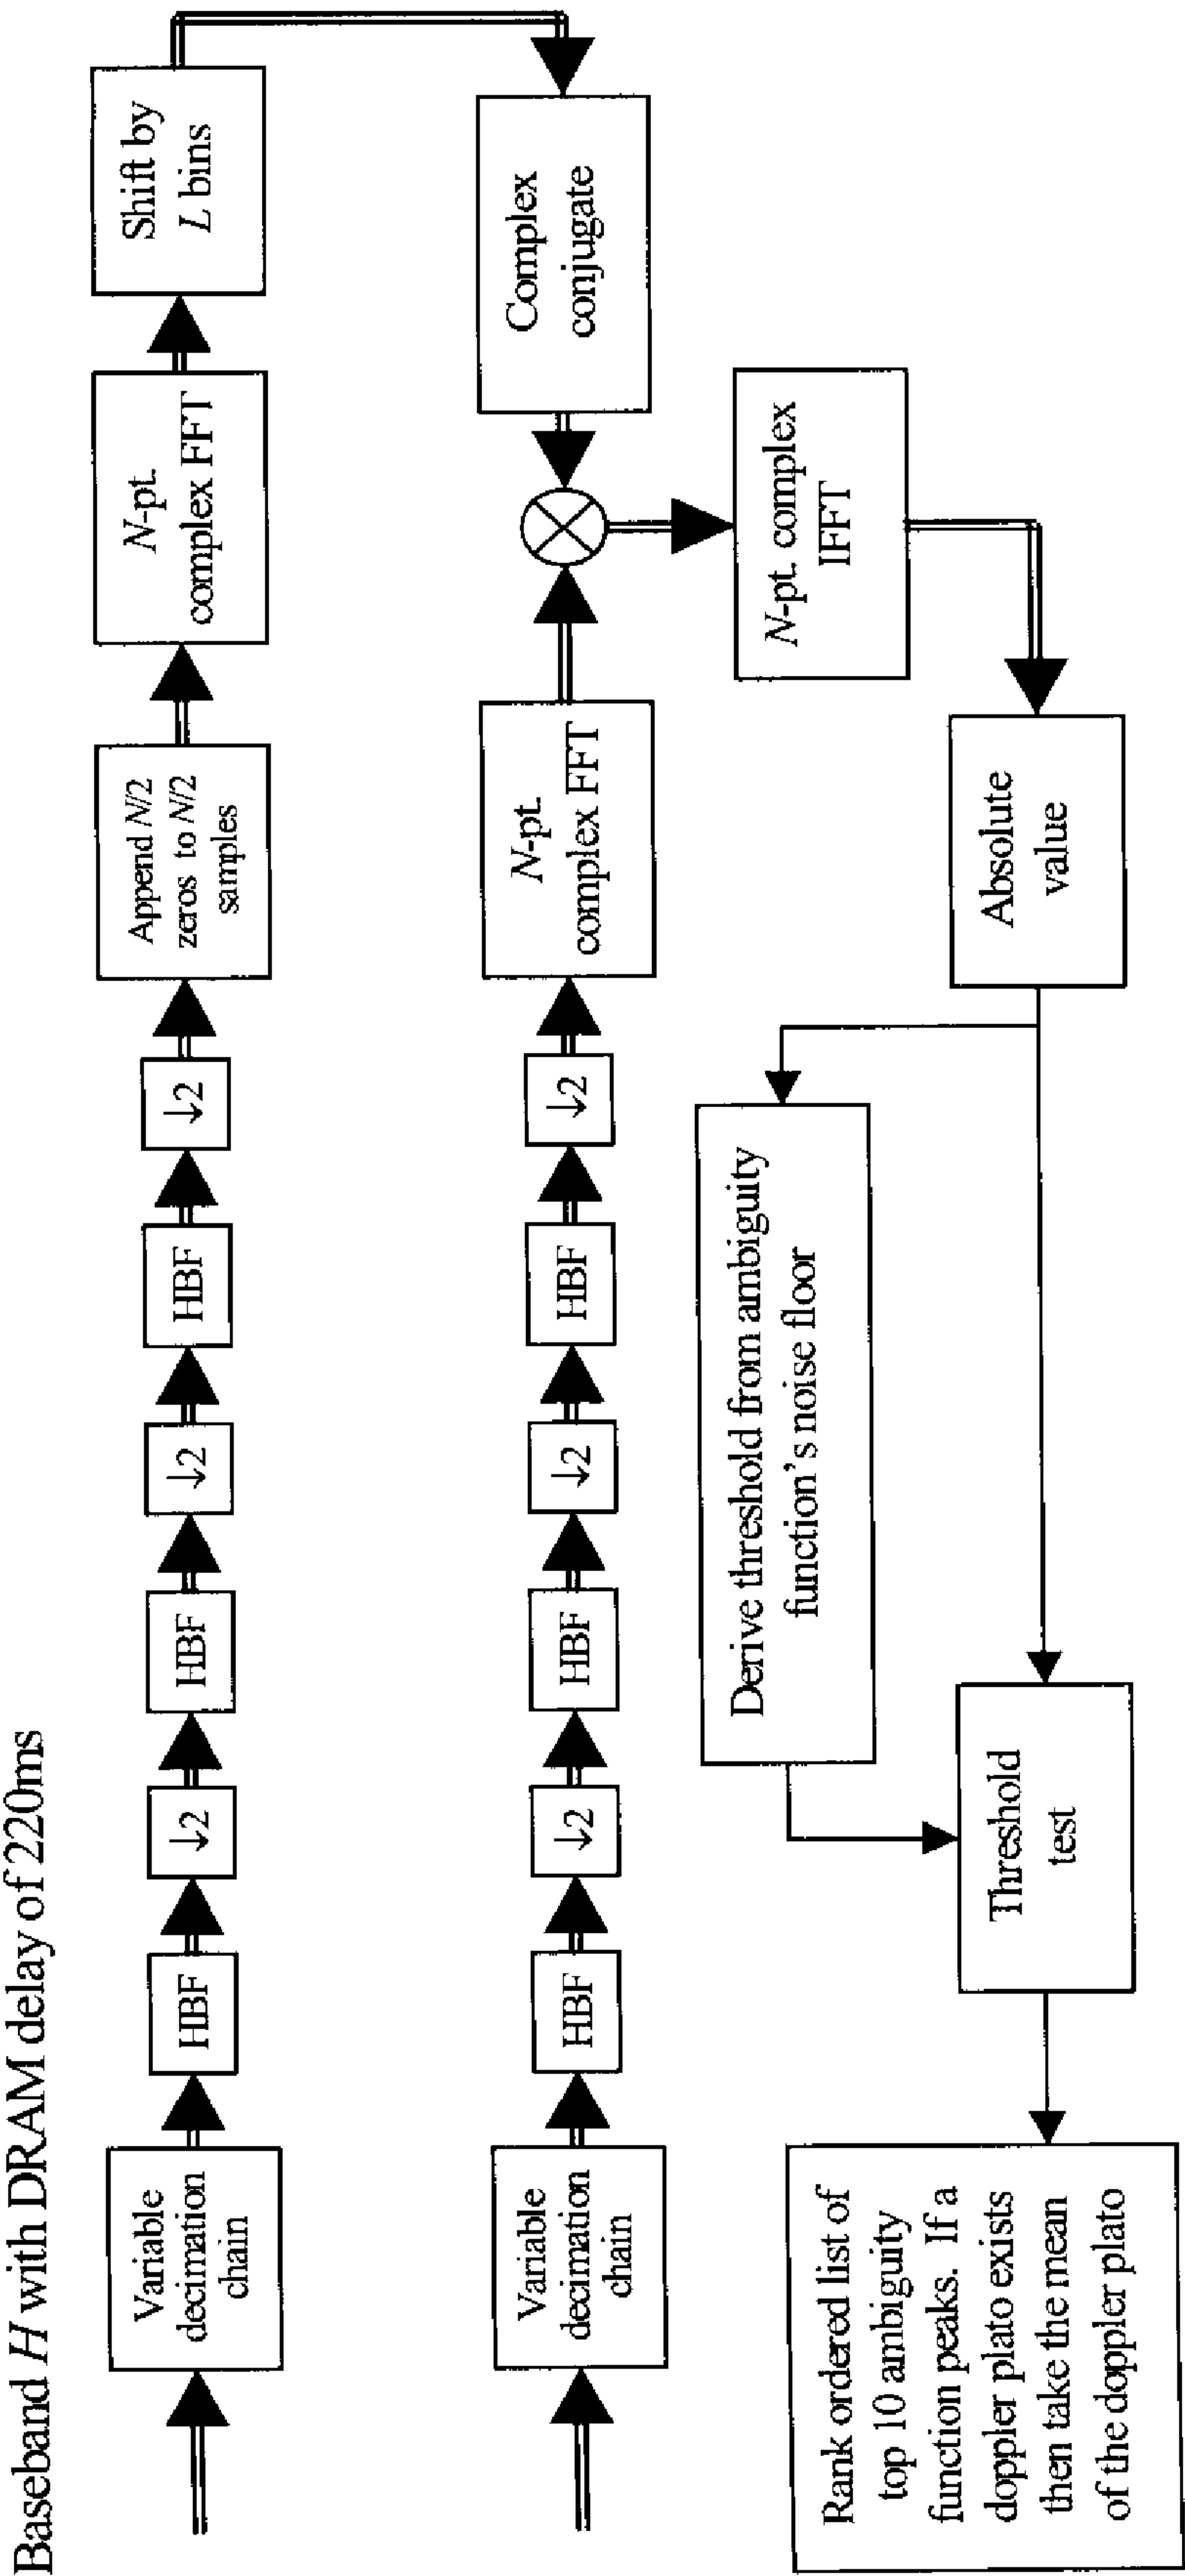 Baseband H with DRAM delay of 220ms
Variable
decimation
chain
HBF
↓2
HBF
↓2
HBF
↓2
Append N/2
zeros to N/2
samples
N-pt.
complex FFT
Shift by
L bins
Variable
decimation
chain
HBF
↓2
HBF
↓2
HBF
↓2
N-pt.
complex FFT
Complex
conjugate
N-pt. complex
IFFT
Derive threshold from ambiguity
function's noise floor
Absolute
value
Threshold
test
Rank ordered list of
top 10 ambiguity
function peaks. If a
doppler plato exists
then take the mean
of the doppler plato